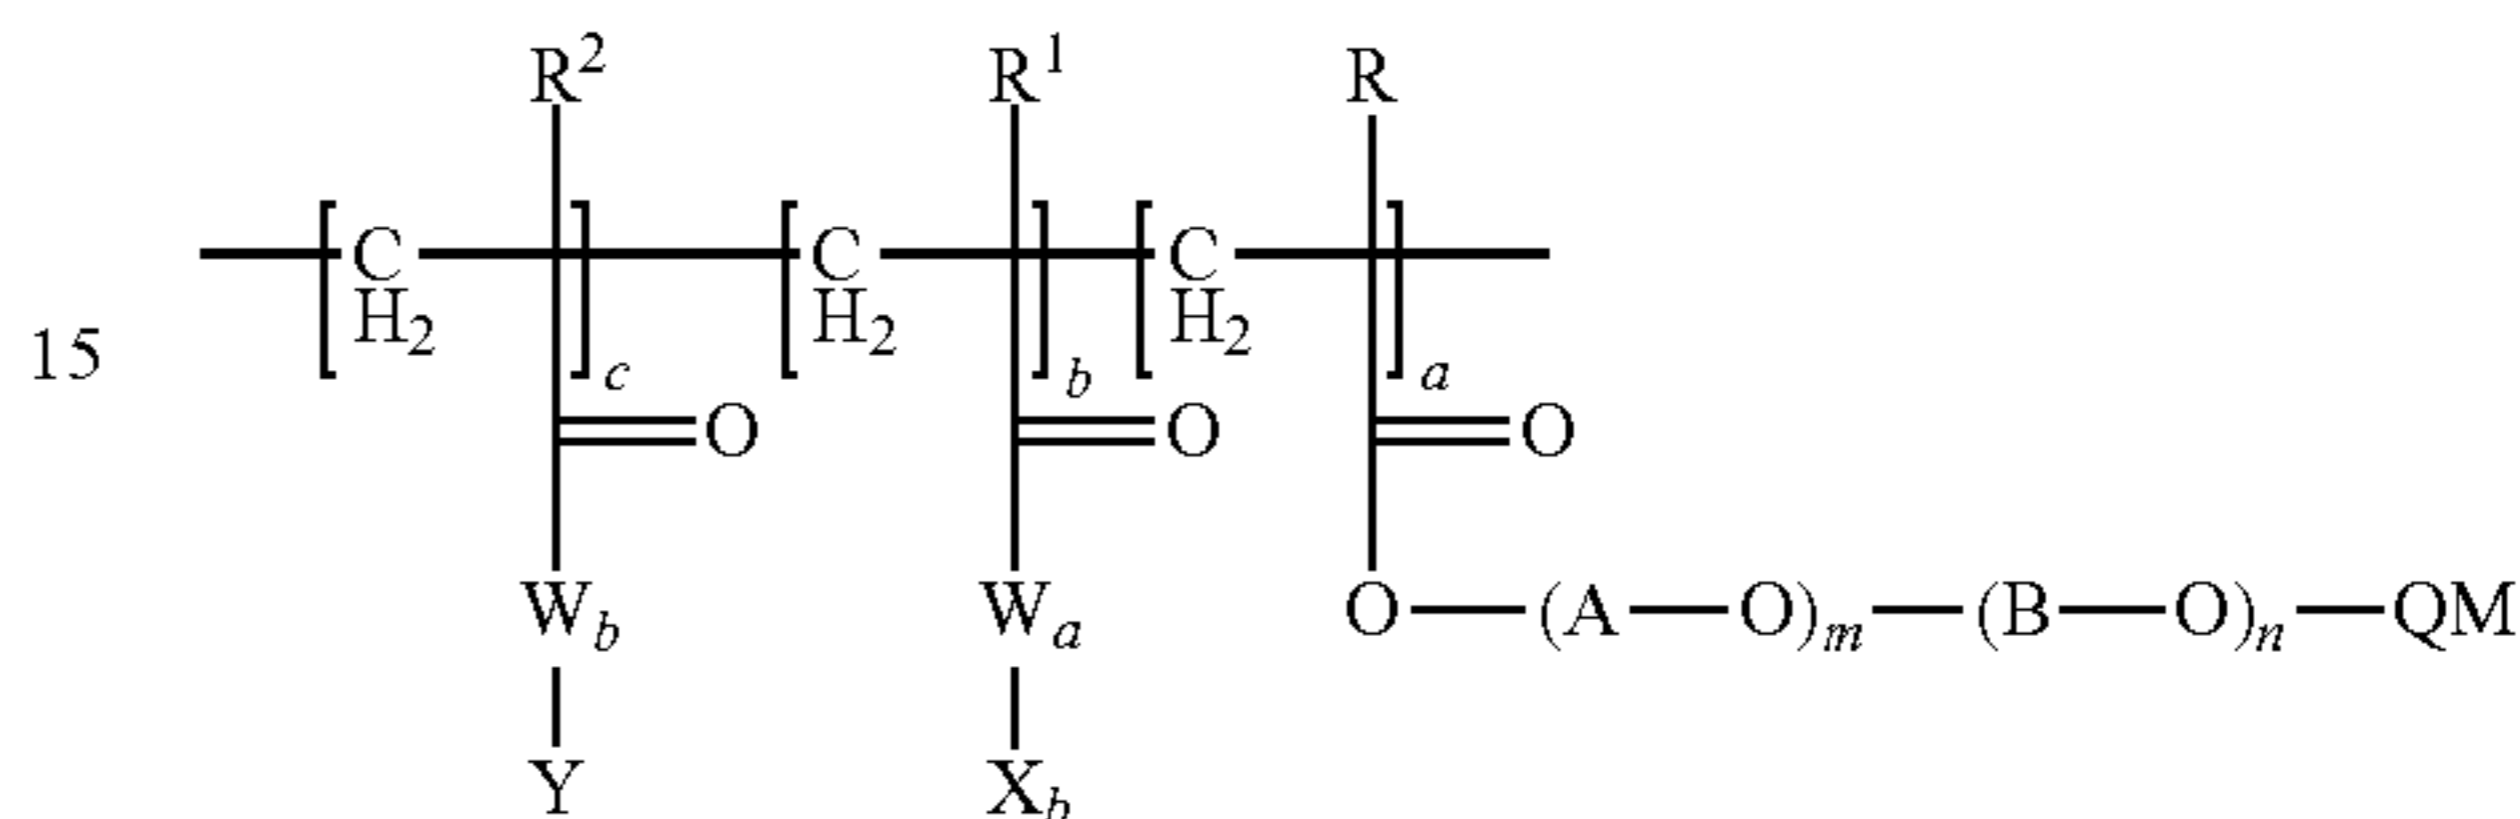 R2 R1 R
[ C ] [ C ] [ C ]
H2 H2 H2
15
c b a
O O O
Wb Wa O—(A—O)m—(B—O)n—QM
Y Xb